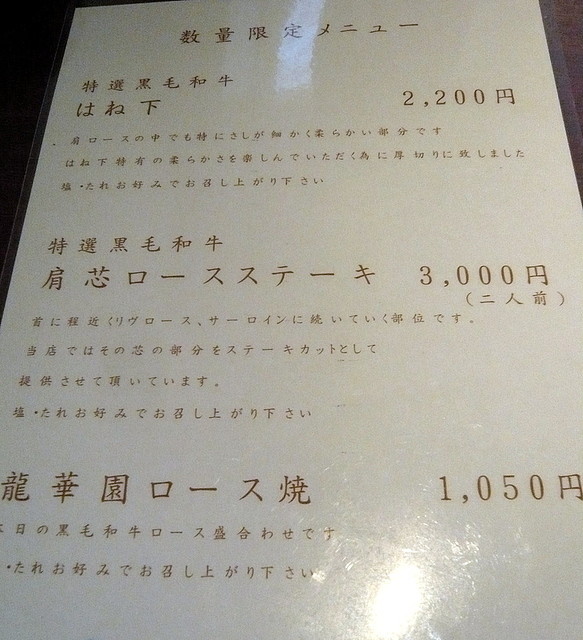 数量限定メニュー
特選黒毛和牛
はね下 2,200円
肩ロースの中でも特にさしが細かく柔らかい部分です
はね下特有の柔らかさを楽しんでいただく為に厚切りに致しました
塩・たれお好みでお召し上がり下さい
特選黒毛和牛
肩芯ロースステーキ 3,000円
(二人前)
首に程近くリヴロース、サーロインに続いていく部位です。
当店ではその芯の部分をステーキカットとして
提供させて頂いています。
塩・たれお好みでお召し上がり下さい
龍華園ロース焼 1,050円
本日の黒毛和牛ロース盛合わせです
・たれお好みでお召し上がり下さい